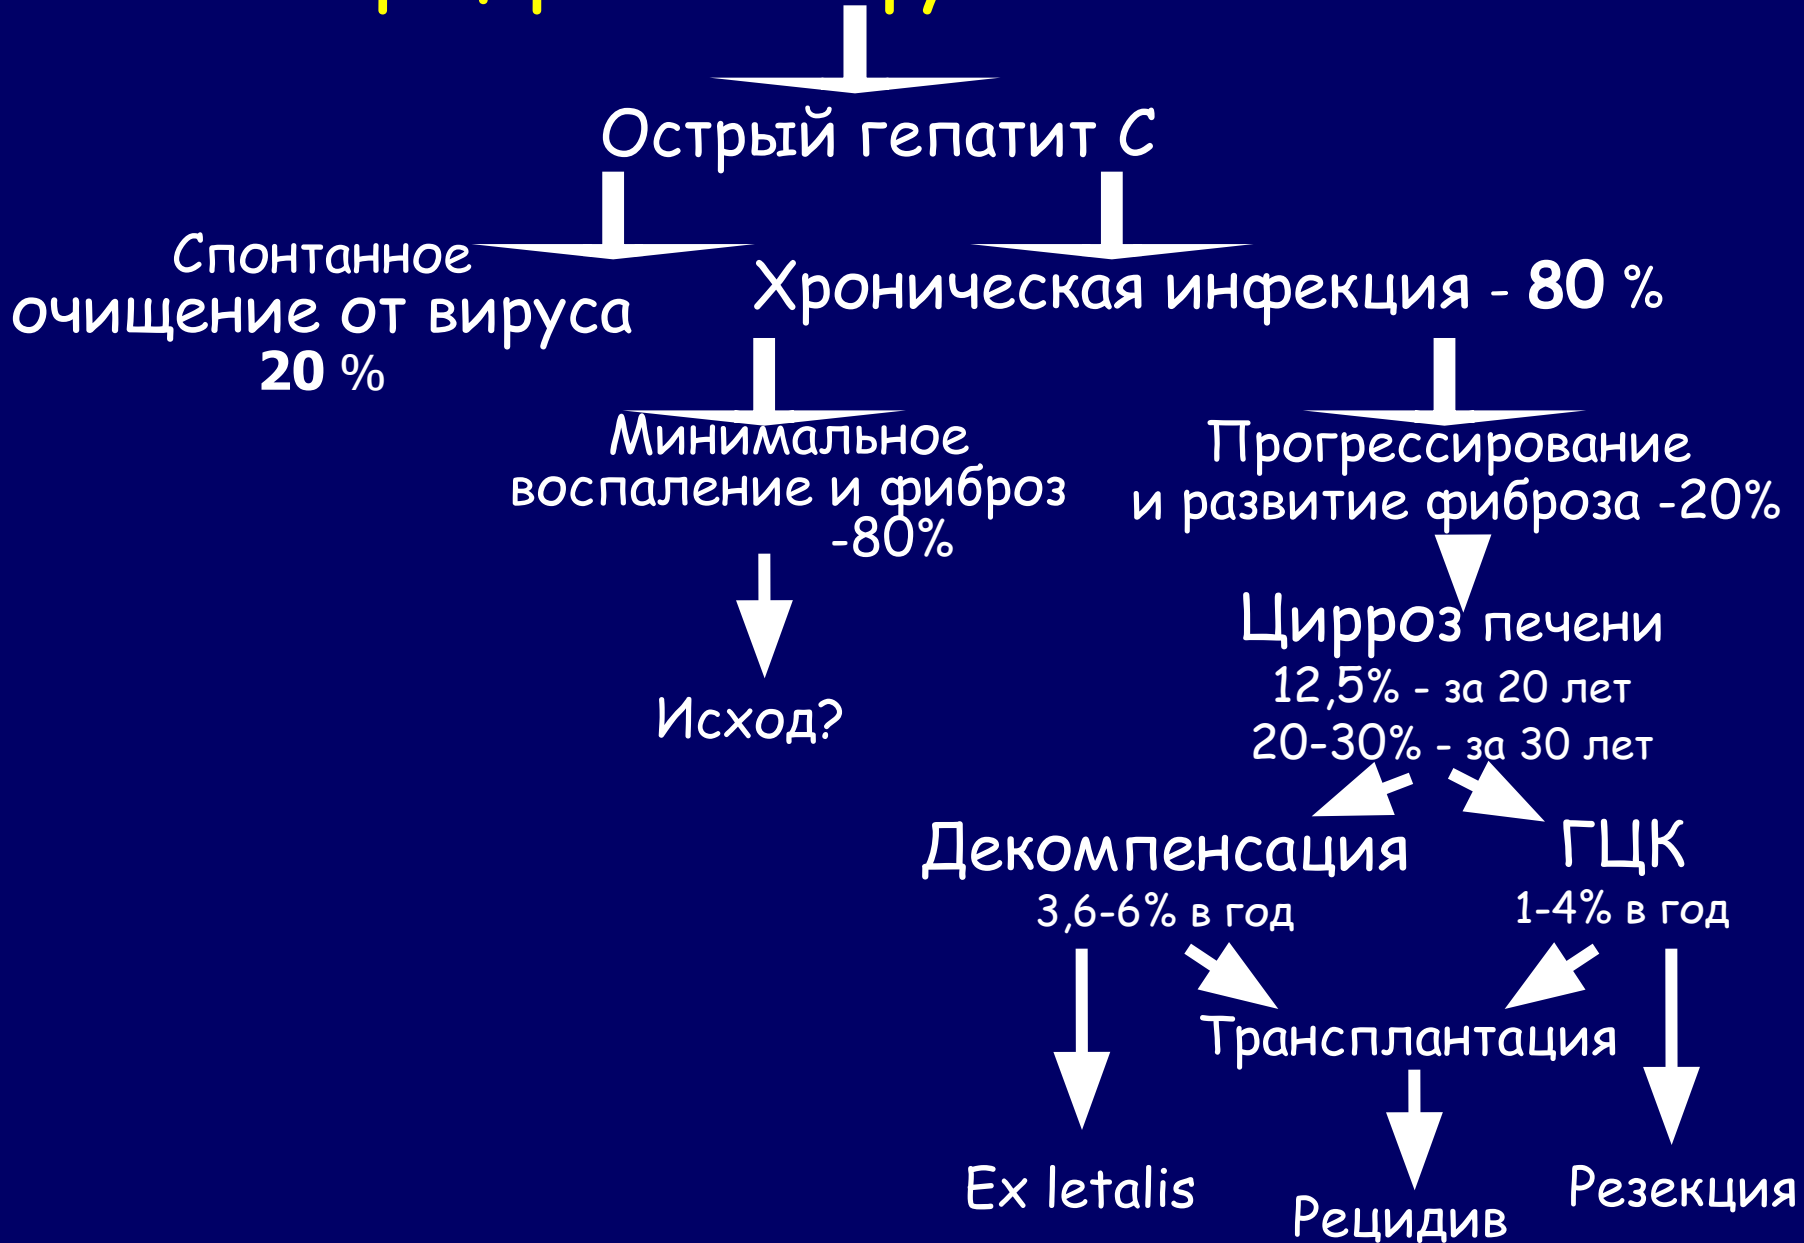 Острый гепатит С
Спонтанное
очищение от вируса
20 %
Хроническая инфекция - 80 %
Минимальное
воспаление и фиброз
-80%
Прогрессирование
и развитие фиброза -20%
Исход?
Цирроз печени
12,5% - за 20 лет
20-30% - за 30 лет
Декомпенсация
3,6-6% в год
ГЦК
1-4% в год
Трансплантация
Ex letalis
Рецидив
Резекция